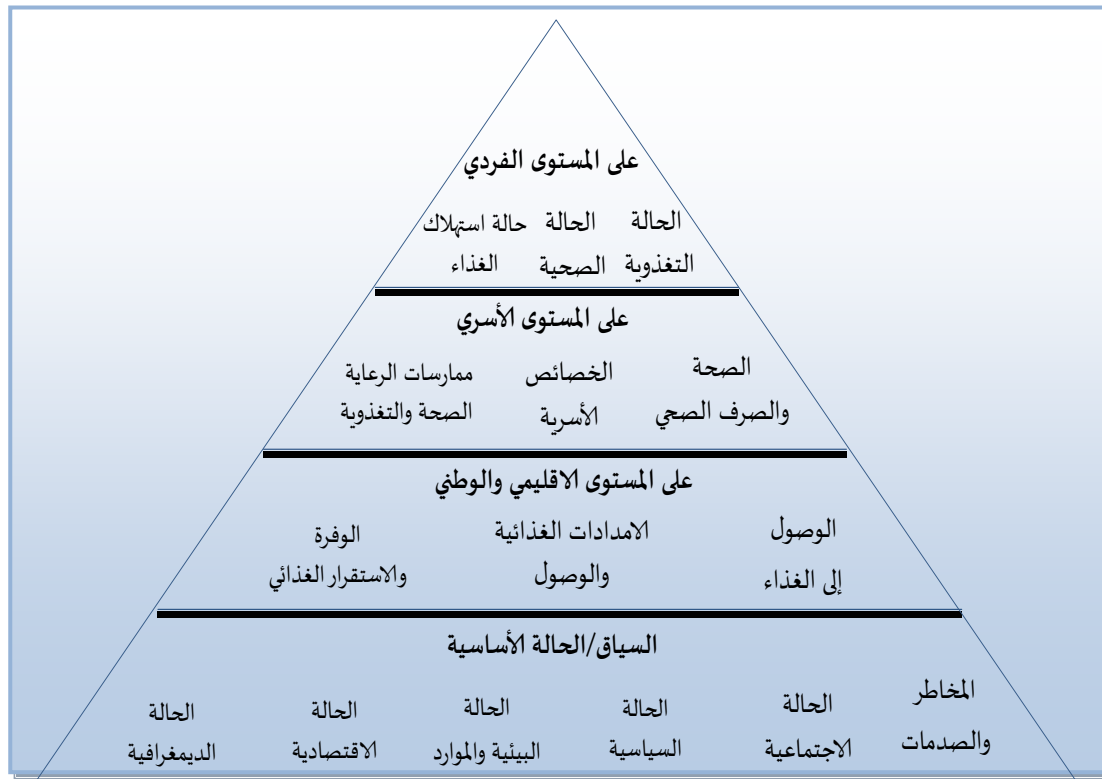 على المستوى الفردي
الحالة الحالة حالة استهلاك
التغذوية الصحية الغذاء
على المستوى الأسري
الصحة الخصائص ممارسات الرعاية
والصرف الصحي الأسرية الصحة والتغذوية
على المستوى الاقليمي والوطني
الوصول الامدادات الغذائية الوفرة
إلى الغذاء والوصول والاستقرار الغذائي
السياق/الحالة الأساسية
المخاطر الحالة الحالة الحالة الحالة الحالة
والصدمات الاجتماعية السياسية البيئية والموارد الاقتصادية الديمغرافية